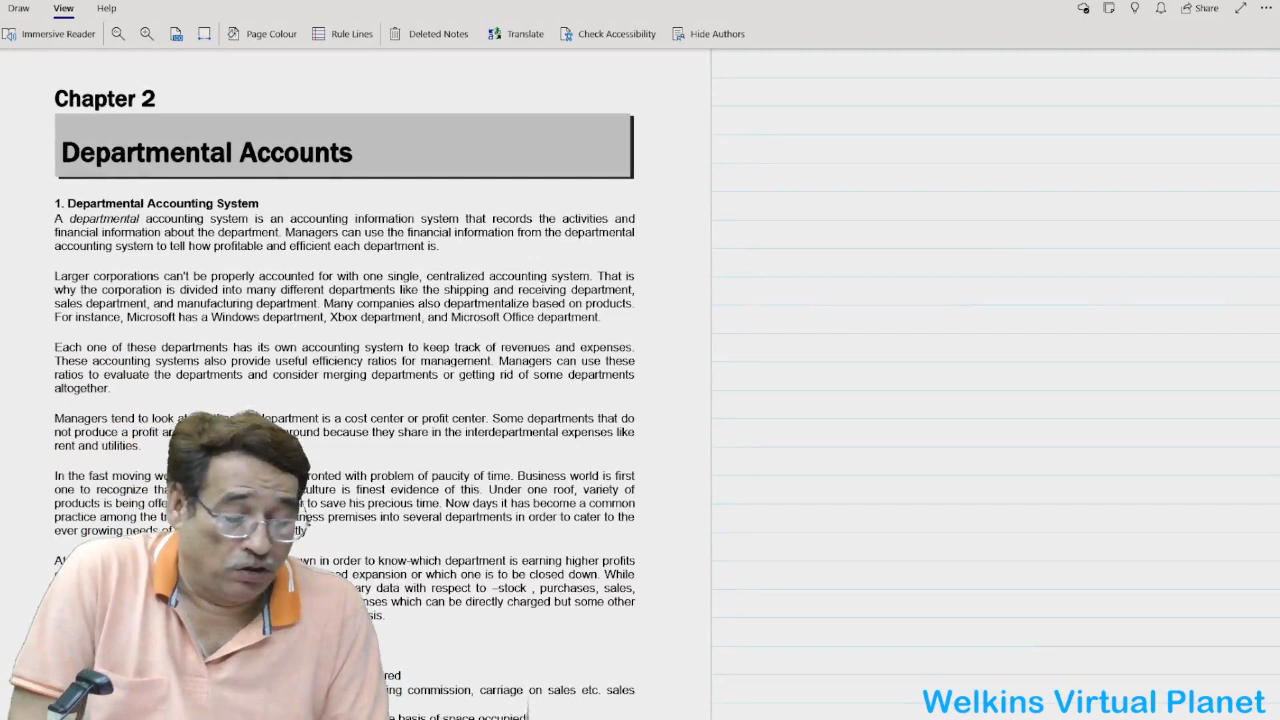 Draw View Help Share
Immersive Reader Page Colour Rule Lines Deleted Notes Translate Check Accessibility Hide Authors
Chapter 2
Departmental Accounts
1. Departmental Accounting System
A departmental accounting system is an accounting information system that records the activities and
financial information about the department. Managers can use the financial information from the departmental
accounting system to tell how profitable and efficient each department is.
Larger corporations can't be properly accounted for with one single, centralized accounting system. That is
why the corporation is divided into many different departments like the shipping and receiving department,
sales department, and manufacturing department. Many companies also departmentalize based on products.
For instance, Microsoft has a Windows department, Xbox department, and Microsoft Office department.
Each one of these departments has its own accounting system to keep track of revenues and expenses.
These accounting systems also provide useful efficiency ratios for management. Managers can use these
ratios to evaluate the departments and consider merging departments or getting rid of some departments
altogether.
Managers tend to look department is a cost center or profit center. Some departments that do
not produce a profit because they share in the interdepartmental expenses like
rent and utilities.
In the fast moving with problem of paucity of time. Business world is first
one to recognize is finest evidence of this. Under one roof, variety of
products is being to save his precious time. Now days it has become a common
practice among the premises into several departments in order to cater to the
ever growing needs
in order to know-which department is earning higher profits
expansion or which one is to be closed down. While
data with respect to –stock , purchases, sales,
which can be directly charged but some other
commission, carriage on sales etc. sales
basis of space occupied
Welkins Virtual Planet